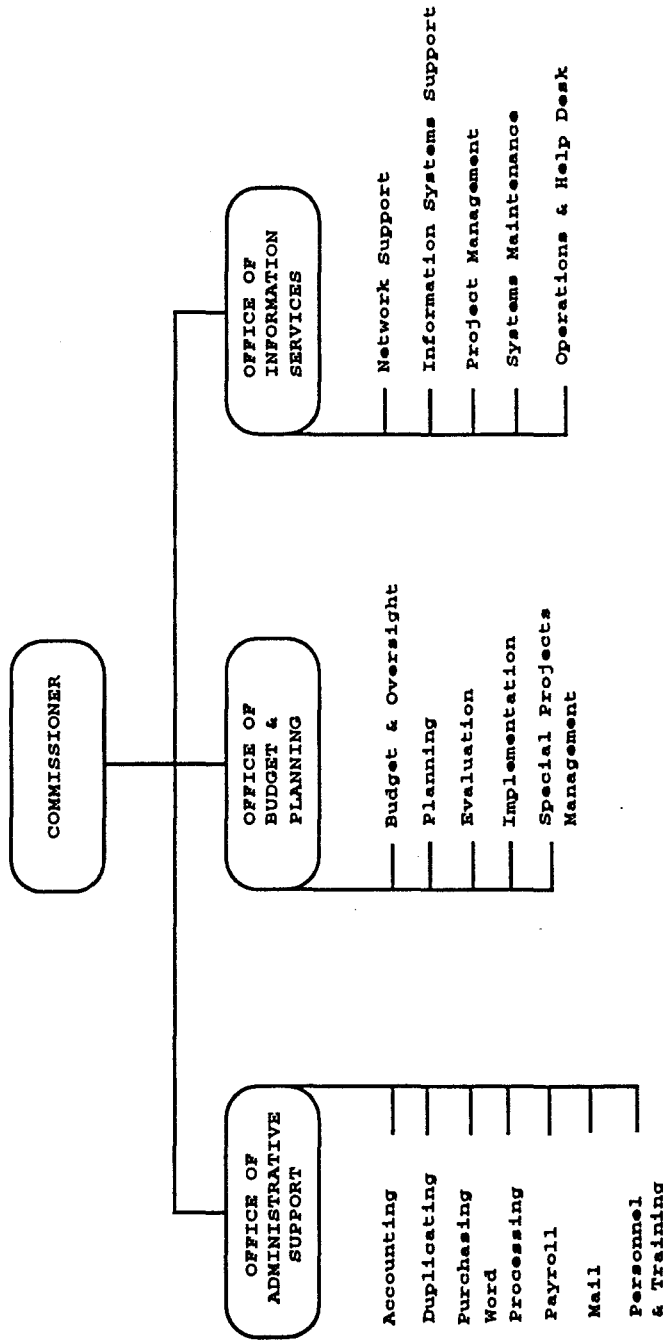 COMMISSIONER
OFFICE OF
ADMINISTRATIVE
SUPPORT
Accounting
Duplicating
Purchasing
Word
Processing
Payroll
Mail
Personnel
& Training
OFFICE OF
BUDGET &
PLANNING
Budget & Oversight
Planning
Evaluation
Implementation
Special Projects
Management
OFFICE OF
INFORMATION
SERVICES
Network Support
Information Systems Support
Project Management
Systems Maintenance
Operations & Help Desk